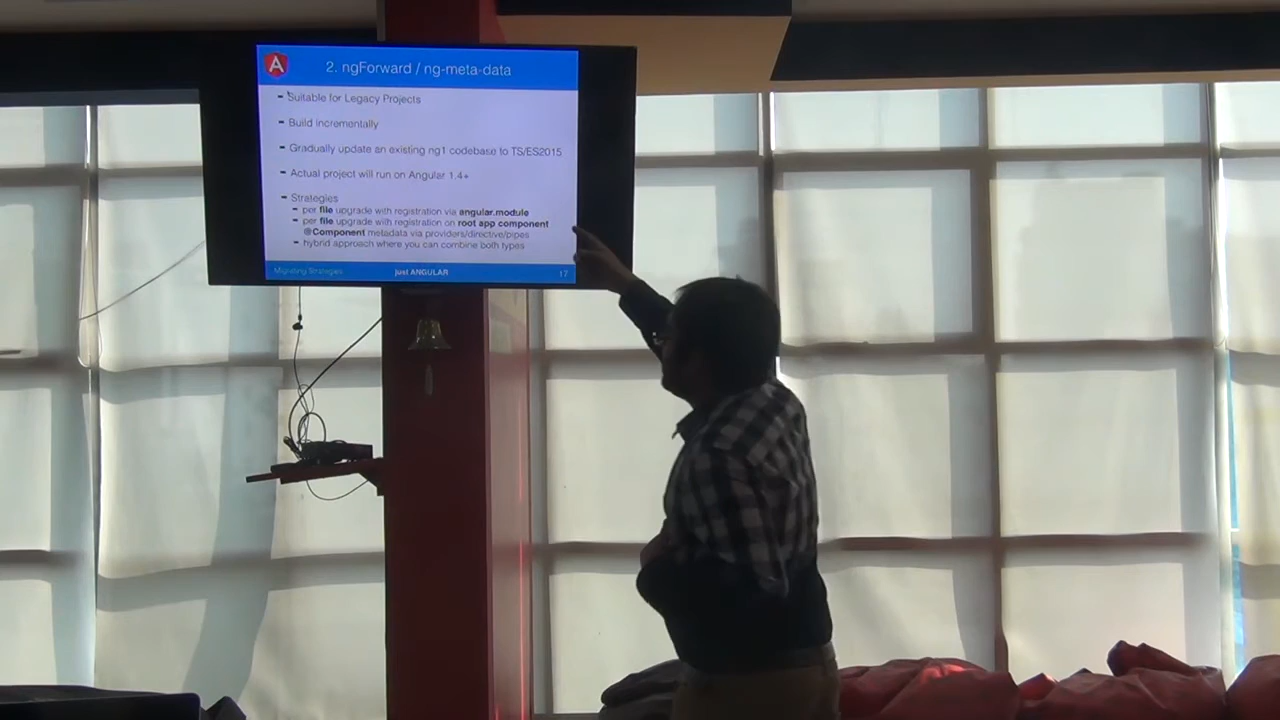 2. ngForward / ng-meta-data
- Suitable for Legacy Projects
- Build incrementally
- Gradually update an existing ng1 codebase to TS/ES2015
- Actual project will run on Angular 1.4+
- Strategies
- per file upgrade with registration via angular.module
- per file upgrade with registration on root app component
@Component metadata via providers/directive/pipes
- hybrid approach where you can combine both types
Migrating Strategies just ANGULAR 17